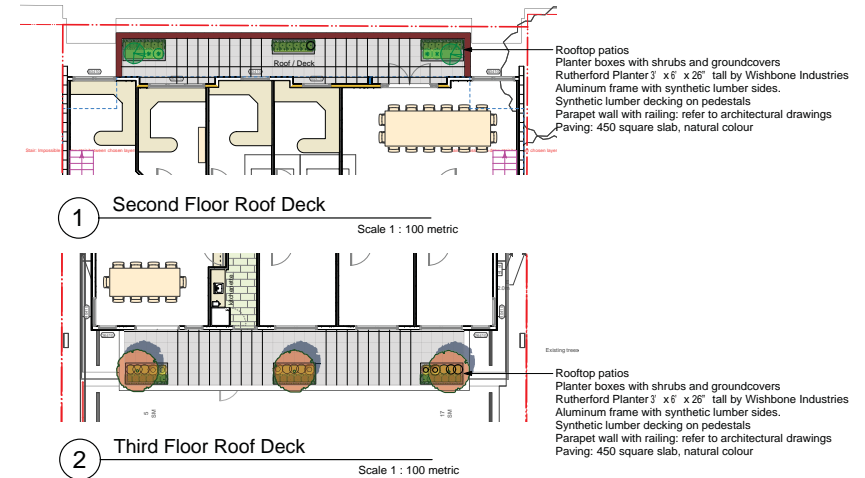 Roof / Deck
Rooftop patios
Planter boxes with shrubs and groundcovers
Rutherford Planter 3' x 6' x 26" tall by Wishbone Industries
Aluminum frame with synthetic lumber sides.
Synthetic lumber decking on pedestals
Parapet wall with railing: refer to architectural drawings
Paving: 450 square slab, natural colour
1
Second Floor Roof Deck
Scale 1 : 100 metric
kitchenette
Existing trees
Rooftop patios
Planter boxes with shrubs and groundcovers
Rutherford Planter 3' x 6' x 26" tall by Wishbone Industries
Aluminum frame with synthetic lumber sides.
Synthetic lumber decking on pedestals
Parapet wall with railing: refer to architectural drawings
Paving: 450 square slab, natural colour
SM
17
SM
2
Third Floor Roof Deck
Scale 1 : 100 metric